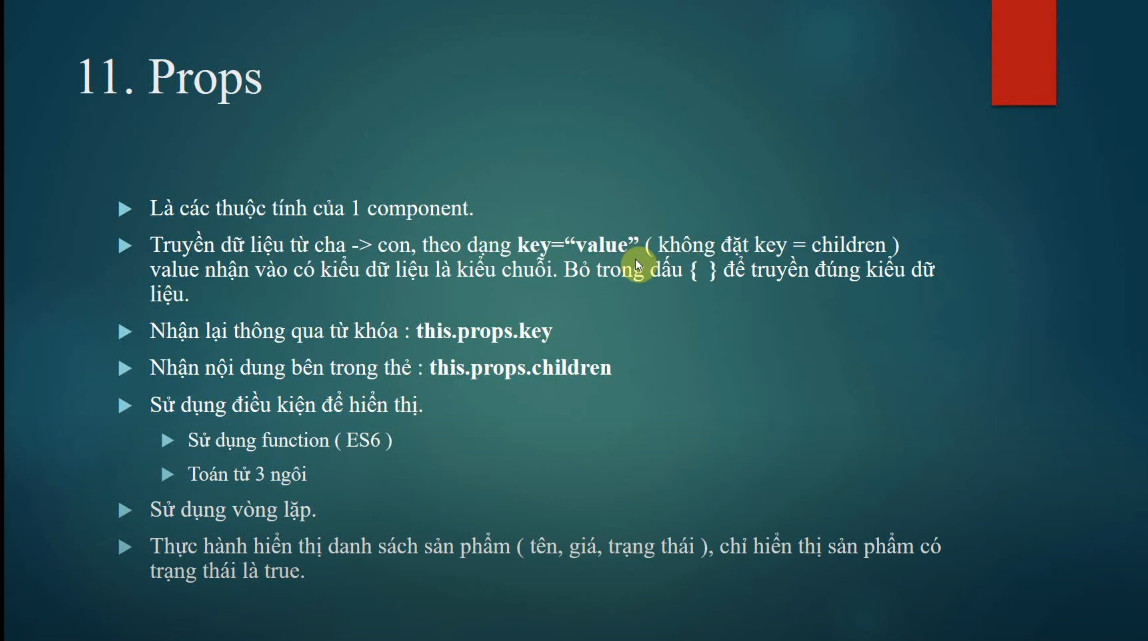 11. Props
Là các thuộc tính của 1 component.
Truyền dữ liệu từ cha -> con, theo dạng key=“value” ( không đặt key = children )
value nhận vào có kiểu dữ liệu là kiểu chuỗi. Bỏ trong dấu { } để truyền đúng kiểu dữ
liệu.
Nhận lại thông qua từ khóa : this.props.key
Nhận nội dung bên trong thẻ : this.props.children
Sử dụng điều kiện để hiển thị.
Sử dụng function ( ES6 )
Toán tử 3 ngôi
Sử dụng vòng lặp.
Thực hành hiển thị danh sách sản phẩm ( tên, giá, trạng thái ), chỉ hiển thị sản phẩm có
trạng thái là true.